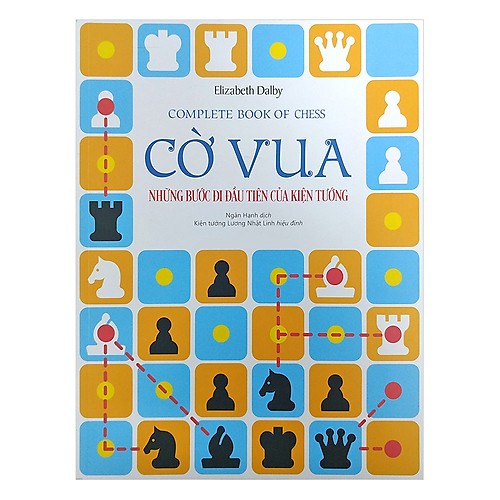 Elizabeth Dalby
COMPLETE BOOK OF CHESS
CỜ VUA
NHỮNG BƯỚC ĐI ĐẦU TIÊN CỦA KIỆN TƯỚNG
Ngân Hạnh dịch
Kiện tướng Lương Nhật Linh hiệu đính